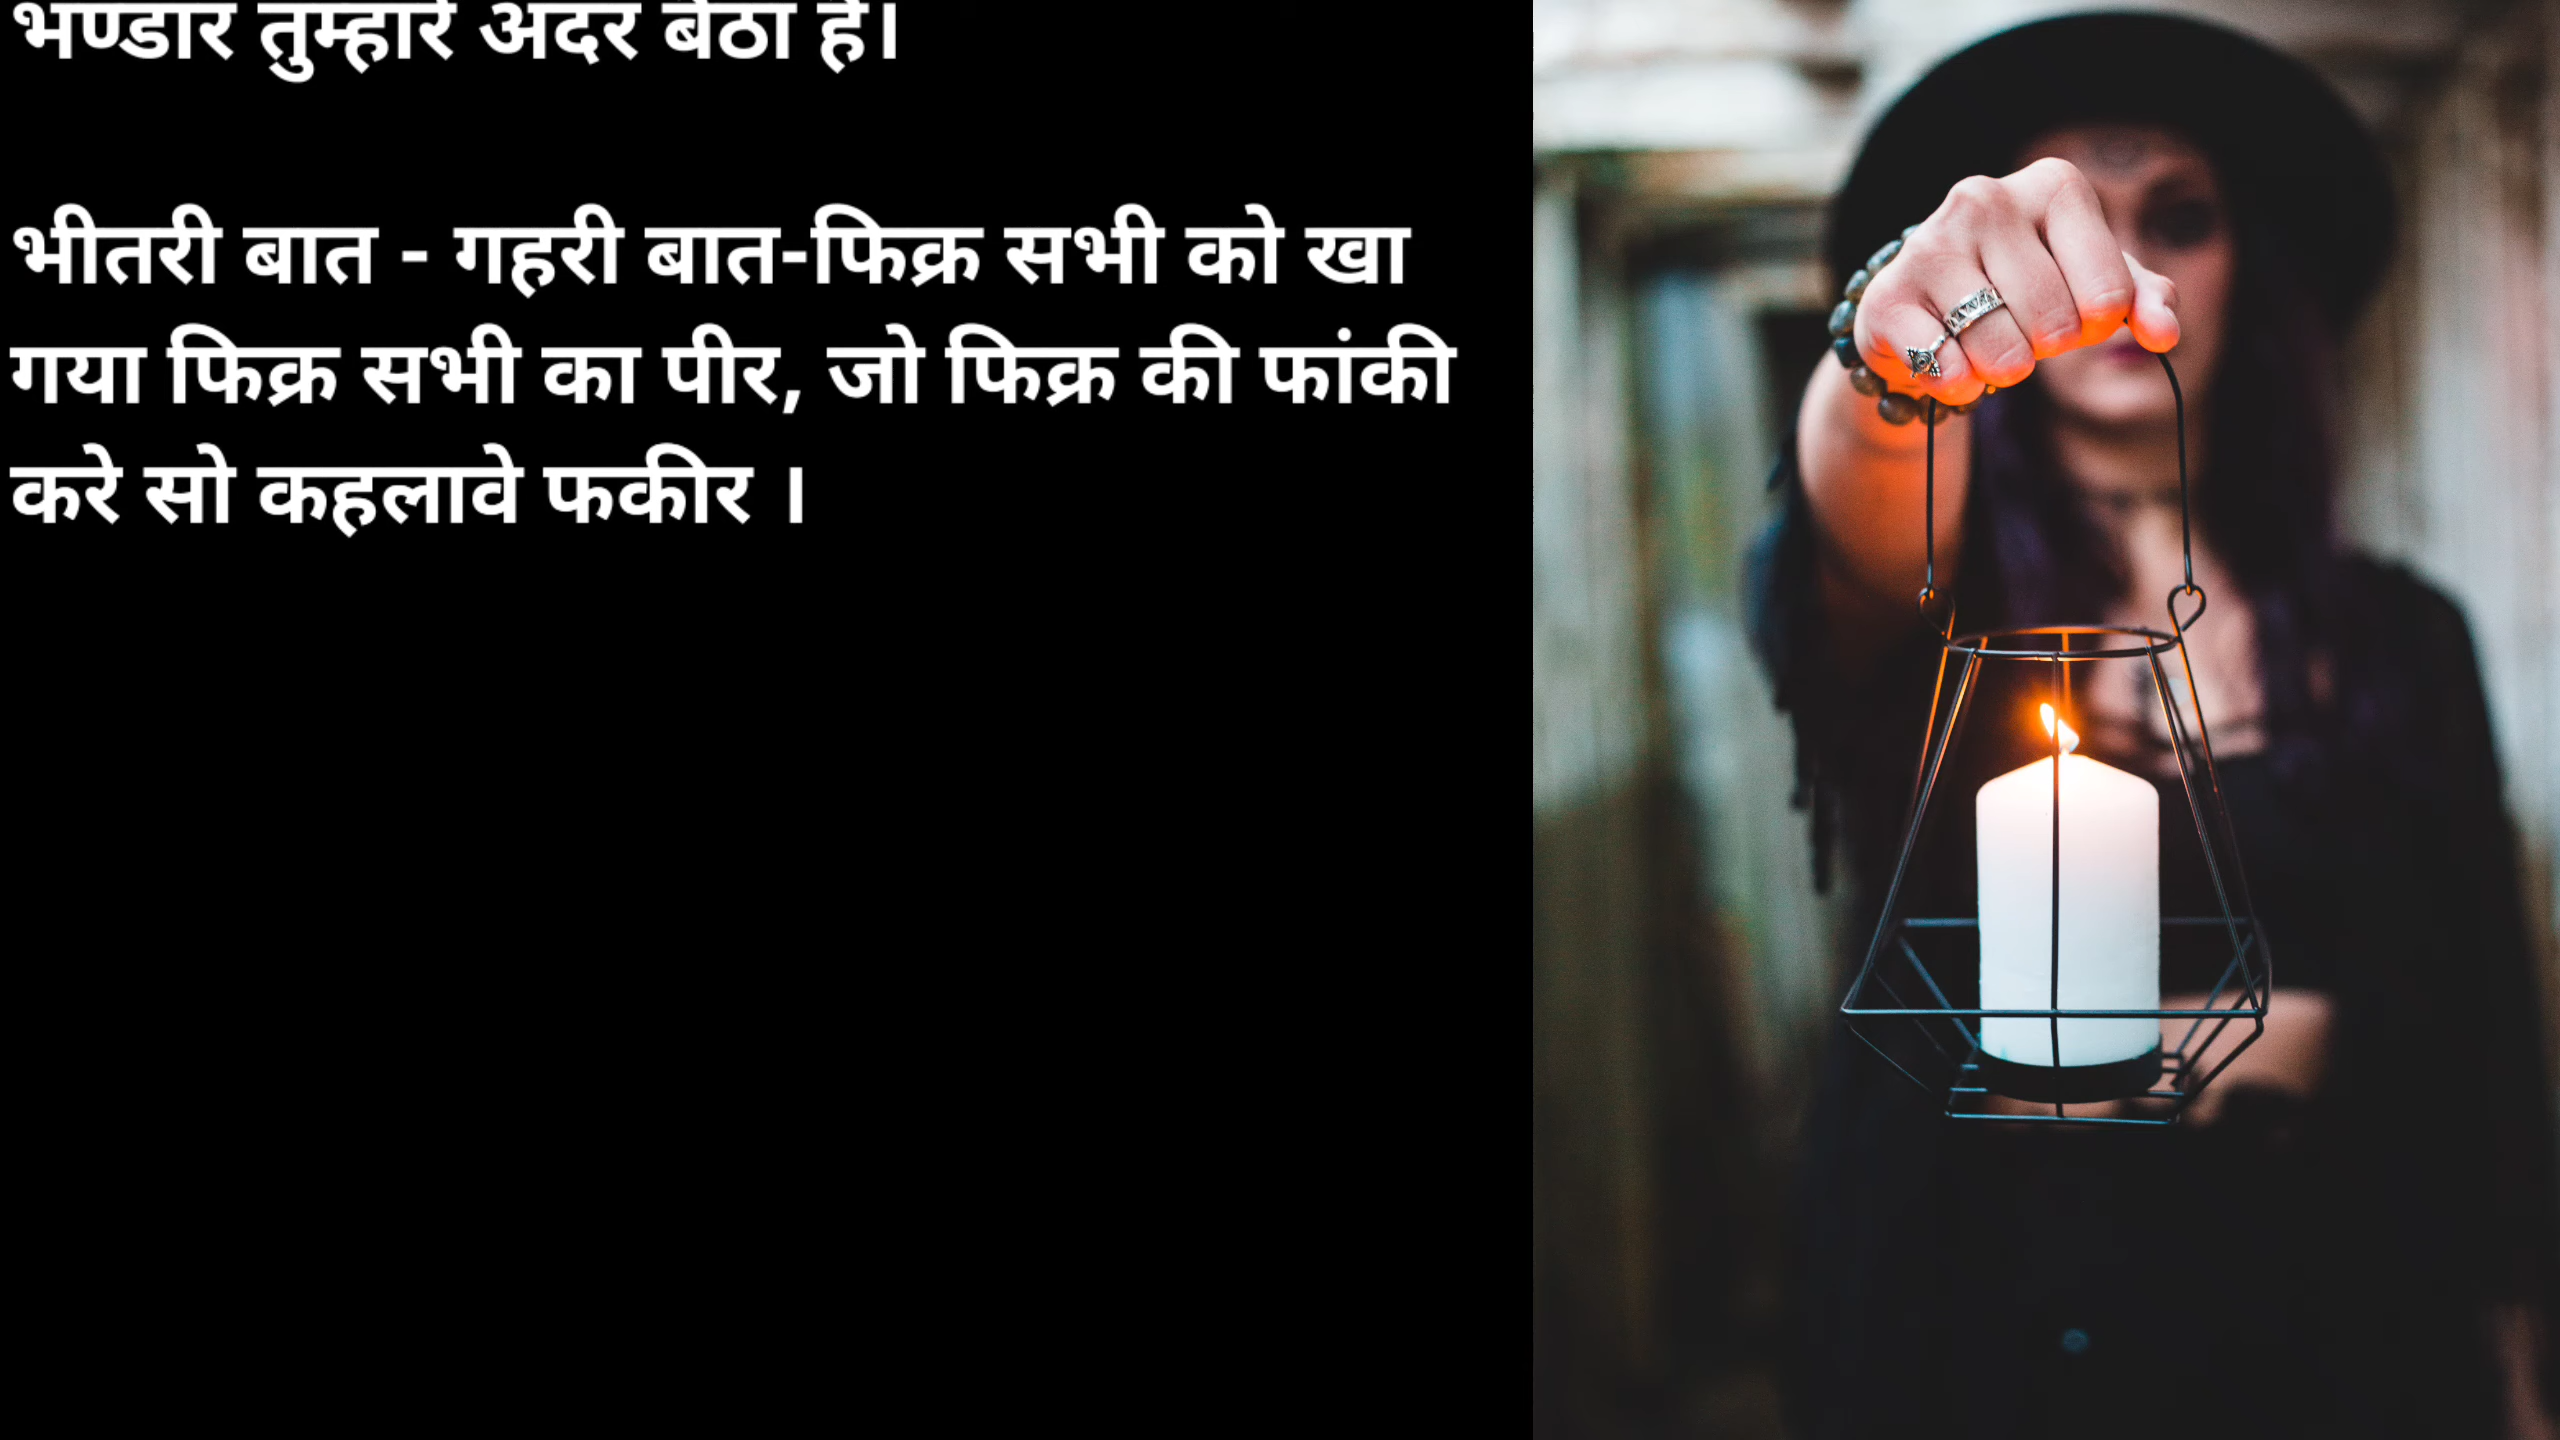 भण्डार तुम्हारे अंदर बैठा है।
भीतरी बात - गहरी बात-फिक्र सभी को खा
गया फिक्र सभी का पीर, जो फिक्र की फांकी
करे सो कहलावे फकीर ।